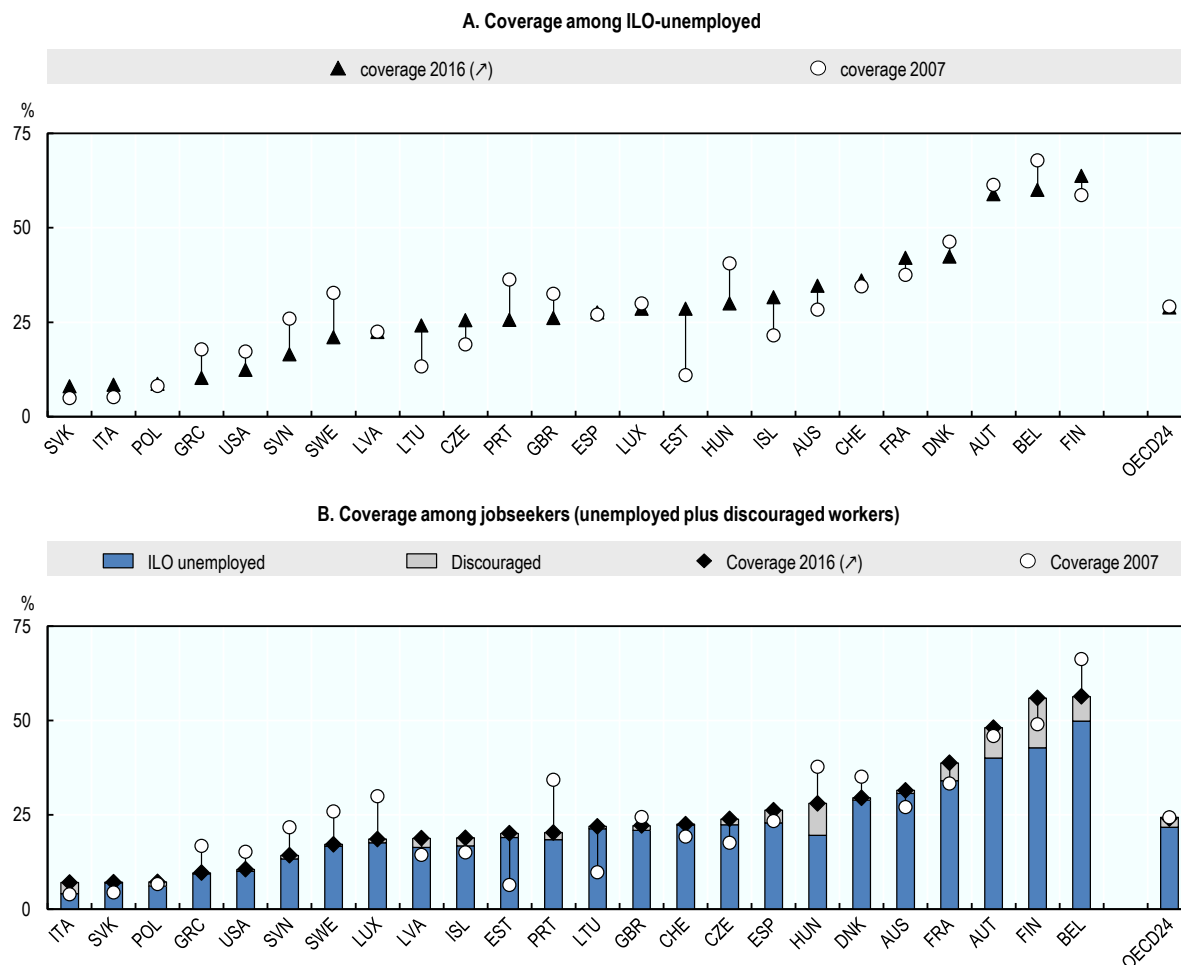 A. Coverage among ILO-unemployed
▲ coverage 2016 (↗) ○ coverage 2007
%
75
50
25
0
SVK ITA POL GRC USA SVN SWE LVA LTU CZE PRT GBR ESP LUX EST HUN ISL AUS CHE FRA DNK AUT BEL FIN OECD24
B. Coverage among jobseekers (unemployed plus discouraged workers)
ILO unemployed Discouraged ◆ Coverage 2016 (↗) ○ Coverage 2007
%
75
50
25
0
ITA SVK POL GRC USA SVN SWE LUX LVA ISL EST PRT LTU GBR CHE CZE ESP HUN DNK AUS FRA AUT FIN BEL OECD24